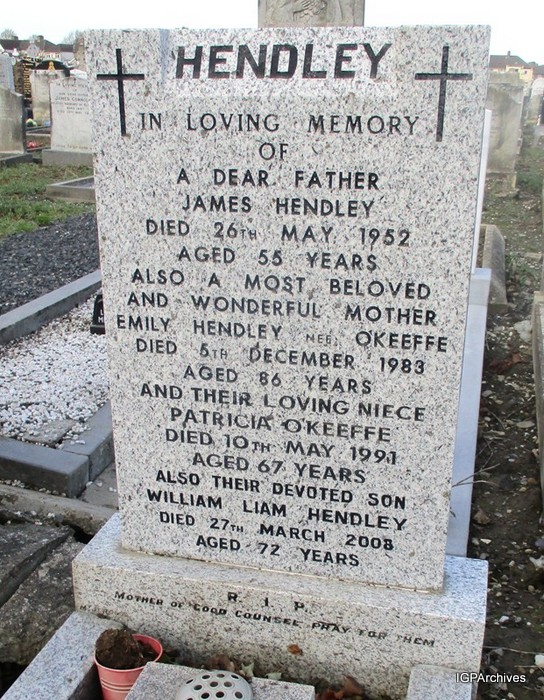 HENDLEY
IN LOVING MEMORY
OF
A DEAR FATHER
JAMES HENDLEY
DIED 26TH MAY 1952
AGED 55 YEARS
ALSO A MOST BELOVED
AND WONDERFUL MOTHER
EMILY HENDLEY NEE O'KEEFFE
DIED 5TH DECEMBER 1983
AGED 86 YEARS
AND THEIR LOVING NIECE
PATRICIA O'KEEFFE
DIED 10TH MAY 1991
AGED 67 YEARS
ALSO THEIR DEVOTED SON
WILLIAM LIAM HENDLEY
DIED 27TH MARCH 2008
AGED 72 YEARS
R. I. P.
MOTHER OF GOOD COUNSEL PRAY FOR THEM
IGPArchives